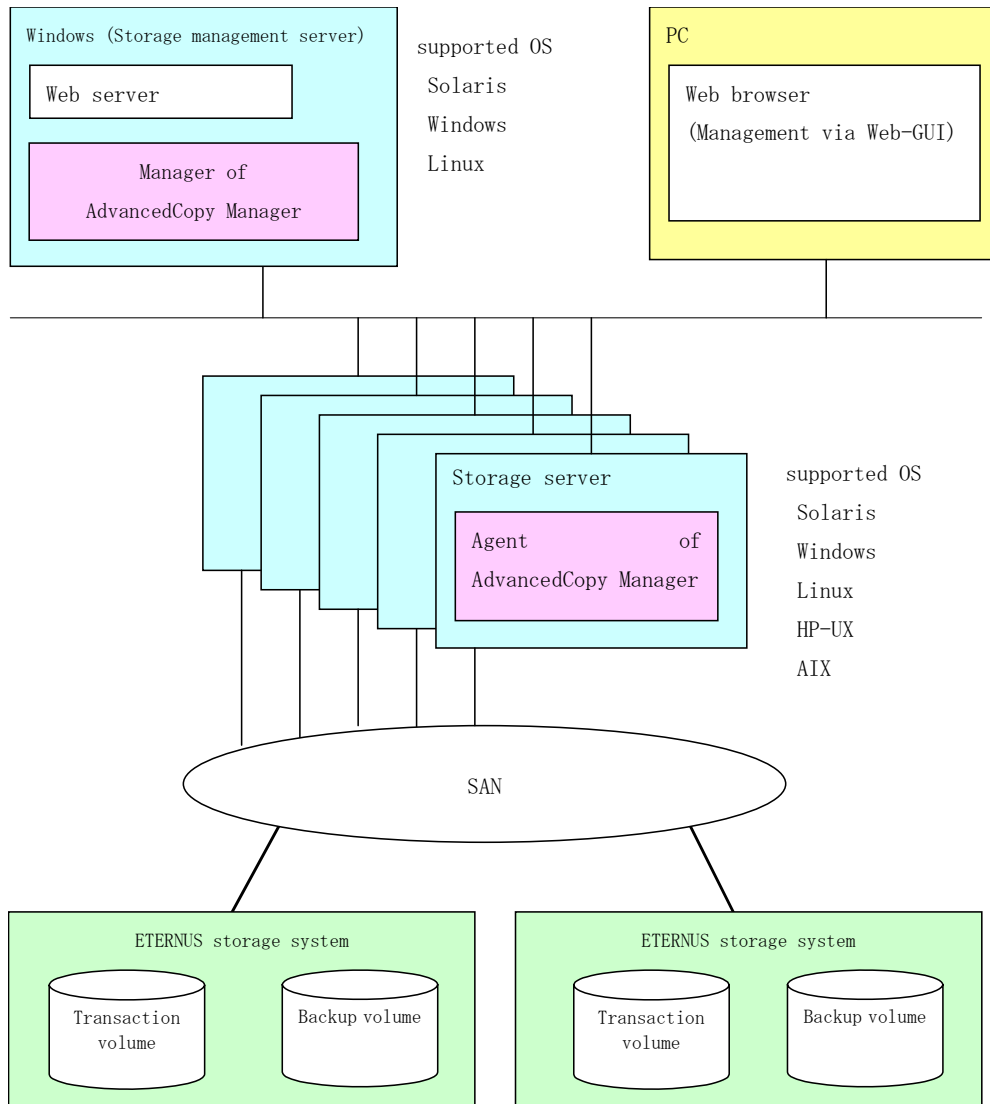 Windows (Storage management server)
Web server
Manager of
AdvancedCopy Manager
supported OS
Solaris
Windows
Linux
PC
Web browser
(Management via Web-GUI)
Storage server
Agent of
AdvancedCopy Manager
supported OS
Solaris
Windows
Linux
HP-UX
AIX
SAN
ETERNUS storage system
Transaction
volume
Backup volume
ETERNUS storage system
Transaction
volume
Backup volume